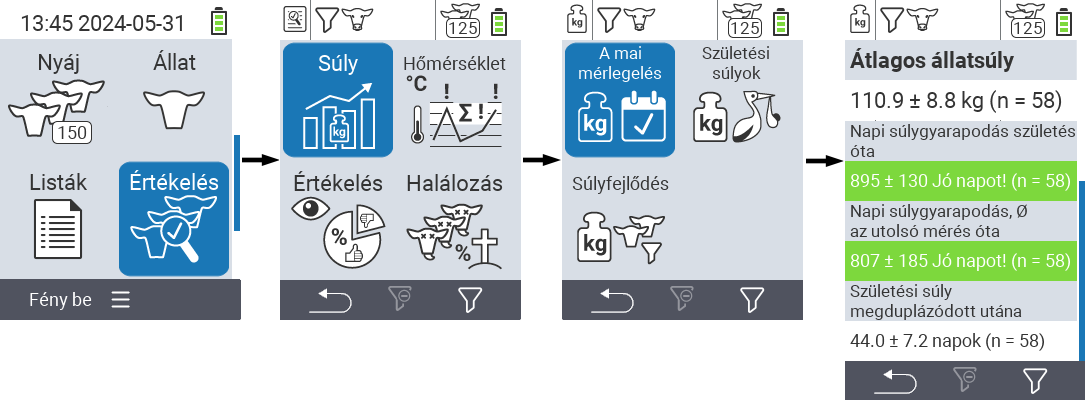 13:45 2024-05-31
Nyáj
Állat
150
Listák
Értékelés
Fény be
125
Súly
Hőmérséklet
°C
!
!
Σ !
kg
Értékelés
Halálozás
%
%
kg
125
A mai
mérlegelés
Születési
súlyok
kg
kg
Súlyfejlődés
kg
kg
125
Átlagos állatsúly
110.9 ± 8.8 kg (n = 58)
Napi súlygyarapodás születés
óta
895 ± 130 Jó napot! (n = 58)
Napi súlygyarapodás, Ø
az utolsó mérés óta
807 ± 185 Jó napot! (n = 58)
Születési súly
megduplázódott utána
44.0 ± 7.2 napok (n = 58)